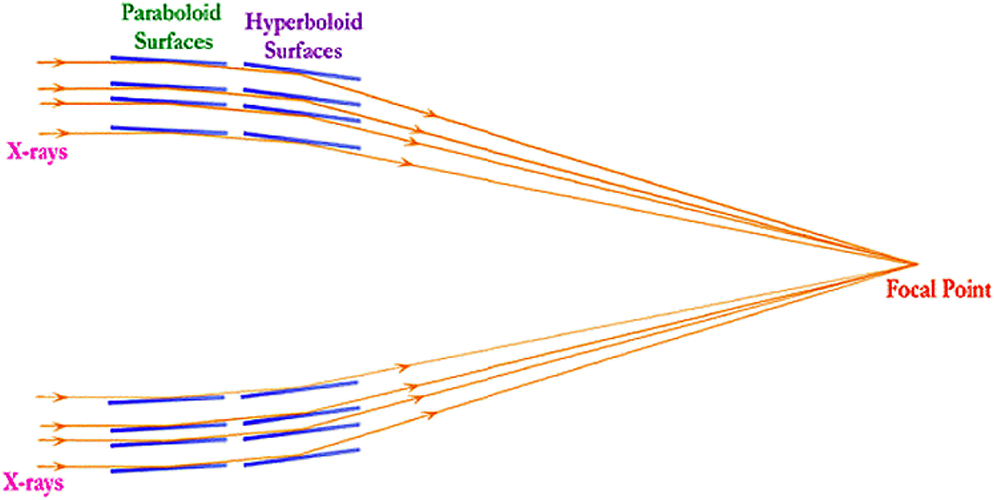 Paraboloid
Surfaces
Hyperboloid
Surfaces
X-rays
Focal Point
X-rays